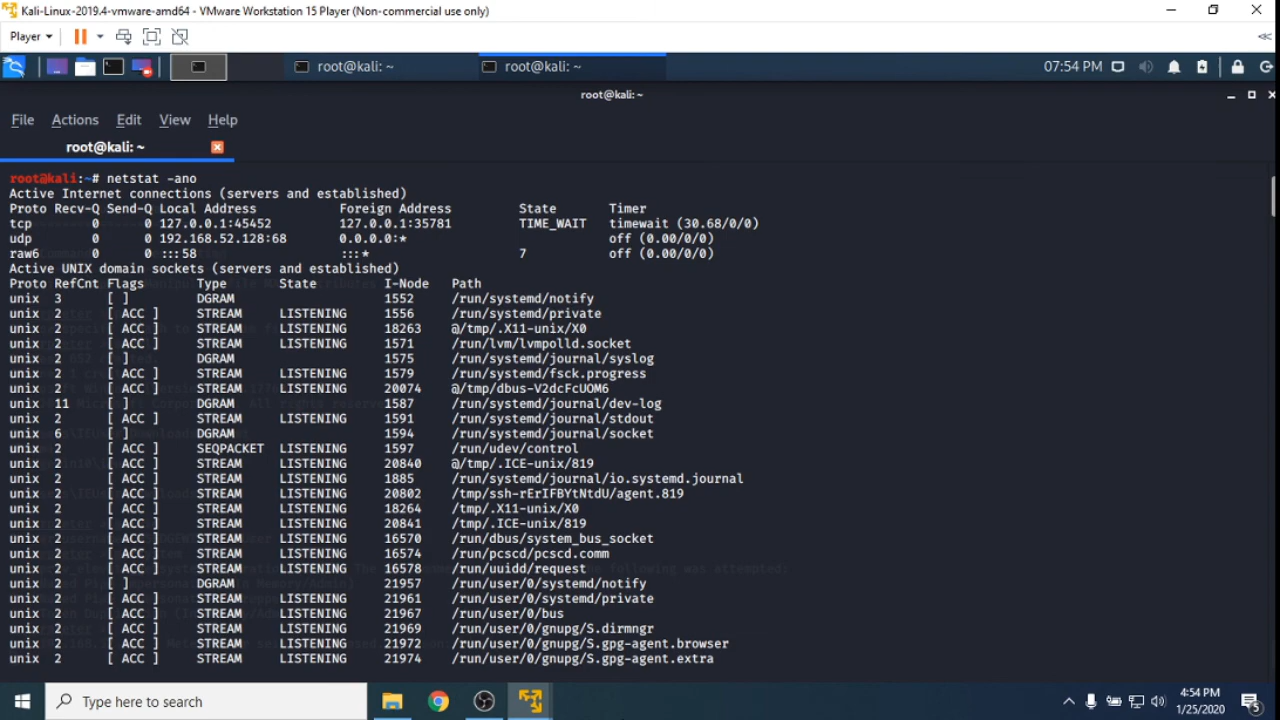 Kali-Linux-2019.4-vmware-amd64 - VMware Workstation 15 Player (Non-commercial use only)
Player
root@kali: ~ root@kali: ~ 07:54 PM
root@kali: ~
File Actions Edit View Help
root@kali: ~
root@kali:~# netstat -ano
Active Internet connections (servers and established)
Proto Recv-Q Send-Q Local Address Foreign Address State Timer
tcp 0 0 127.0.0.1:45452 127.0.0.1:35781 TIME_WAIT timewait (30.68/0/0)
udp 0 0 192.168.52.128:68 0.0.0.0:* off (0.00/0/0)
raw6 0 0 :::58 :::* 7 off (0.00/0/0)
Active UNIX domain sockets (servers and established)
Proto RefCnt Flags Type State I-Node Path
unix 3 [ ] DGRAM 1552 /run/systemd/notify
unix 2 [ ACC ] STREAM LISTENING 1556 /run/systemd/private
unix 2 [ ACC ] STREAM LISTENING 18263 @/tmp/.X11-unix/X0
unix 2 [ ACC ] STREAM LISTENING 1571 /run/lvm/lvmpolld.socket
unix 2 [ ] DGRAM 1575 /run/systemd/journal/syslog
unix 2 [ ACC ] STREAM LISTENING 1579 /run/systemd/fsck.progress
unix 2 [ ACC ] STREAM LISTENING 20074 @/tmp/dbus-V2dcFcUOM6
unix 11 [ ] DGRAM 1587 /run/systemd/journal/dev-log
unix 2 [ ACC ] STREAM LISTENING 1591 /run/systemd/journal/stdout
unix 6 [ ] DGRAM 1594 /run/systemd/journal/socket
unix 2 [ ACC ] SEQPACKET LISTENING 1597 /run/udev/control
unix 2 [ ACC ] STREAM LISTENING 20840 @/tmp/.ICE-unix/819
unix 2 [ ACC ] STREAM LISTENING 1885 /run/systemd/journal/io.systemd.journal
unix 2 [ ACC ] STREAM LISTENING 20802 /tmp/ssh-rErIFBYtNtdU/agent.819
unix 2 [ ACC ] STREAM LISTENING 18264 /tmp/.X11-unix/X0
unix 2 [ ACC ] STREAM LISTENING 20841 /tmp/.ICE-unix/819
unix 2 [ ACC ] STREAM LISTENING 16570 /run/dbus/system_bus_socket
unix 2 [ ACC ] STREAM LISTENING 16574 /run/pcscd/pcscd.comm
unix 2 [ ACC ] STREAM LISTENING 16578 /run/uuidd/request
unix 2 [ ] DGRAM 21957 /run/user/0/systemd/notify
unix 2 [ ACC ] STREAM LISTENING 21961 /run/user/0/systemd/private
unix 2 [ ACC ] STREAM LISTENING 21967 /run/user/0/bus
unix 2 [ ACC ] STREAM LISTENING 21969 /run/user/0/gnupg/S.dirmngr
unix 2 [ ACC ] STREAM LISTENING 21972 /run/user/0/gnupg/S.gpg-agent.browser
unix 2 [ ACC ] STREAM LISTENING 21974 /run/user/0/gnupg/S.gpg-agent.extra
Type here to search
4:54 PM
1/25/2020
5